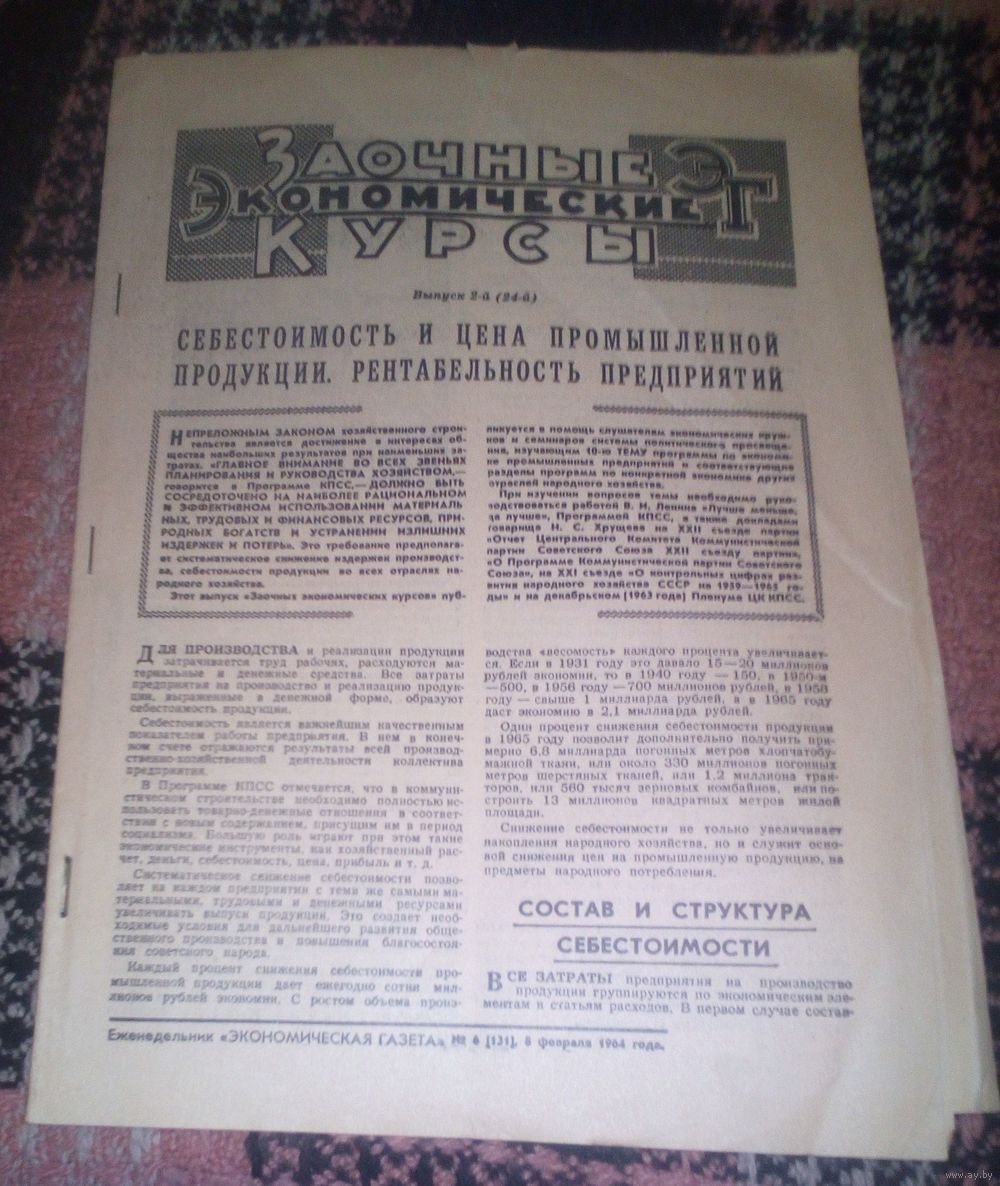 ЗАОЧНЫЕ
ЭКОНОМИЧЕСКИЕ
КУРСЫ
ЭГ
Выпуск 2-й (24-й)
СЕБЕСТОИМОСТЬ И ЦЕНА ПРОМЫШЛЕННОЙ
ПРОДУКЦИИ. РЕНТАБЕЛЬНОСТЬ ПРЕДПРИЯТИЙ
НЕПРЕЛОЖНЫМ ЗАКОНОМ хозяйственного строи-
тельства является достижение в интересах об-
щества наибольших результатов при наименьших за-
тратах. «ГЛАВНОЕ ВНИМАНИЕ ВО ВСЕХ ЗВЕНЬЯХ
ПЛАНИРОВАНИЯ И РУКОВОДСТВА ХОЗЯЙСТВОМ,—
говорится в Программе КПСС,— ДОЛЖНО БЫТЬ
СОСРЕДОТОЧЕНО НА НАИБОЛЕЕ РАЦИОНАЛЬНОМ
И ЭФФЕКТИВНОМ ИСПОЛЬЗОВАНИИ МАТЕРИАЛЬ-
НЫХ, ТРУДОВЫХ И ФИНАНСОВЫХ РЕСУРСОВ, ПРИ-
РОДНЫХ БОГАТСТВ И УСТРАНЕНИИ ИЗЛИШНИХ
ИЗДЕРЖЕК И ПОТЕРЬ». Это требование предполага-
ет систематическое снижение издержек производст-
ва, себестоимости продукции во всех отраслях на-
родного хозяйства.
Этот выпуск «Заочных экономических курсов» пуб-
ликуется в помощь слушателям экономических круж-
ков и семинаров системы политического просвеще-
ния, изучающим 10-ю ТЕМУ программы по экономи-
ке промышленных предприятий и соответствующие
разделы программ по конкретной экономике других
отраслей народного хозяйства.
При изучении вопросов темы необходимо руко-
водствоваться работой В. И. Ленина «Лучше меньше,
да лучше», Программой КПСС, а также докладами
товарища Н. С. Хрущева на XXII съезде партии
«Отчет Центрального Комитета Коммунистической
партии Советского Союза XXII съезду партии»,
«О Программе Коммунистической партии Советского
Союза», на XXI съезде «О контрольных цифрах раз-
вития народного хозяйства СССР на 1959—1965 го-
ды» и на декабрьском (1963 года) Пленуме ЦК КПСС.
ДЛЯ ПРОИЗВОДСТВА и реализации продукции
затрачивается труд рабочих, расходуются ма-
териальные и денежные средства. Все затраты
предприятия на производство и реализацию продук-
ции, выраженные в денежной форме, образуют
себестоимость продукции.
Себестоимость является важнейшим качественным
показателем работы предприятия. В нем в конеч-
ном счете отражаются результаты всей производ-
ственно-хозяйственной деятельности коллектива
предприятия.
В Программе КПСС отмечается, что в коммуни-
стическом строительстве необходимо полностью ис-
пользовать товарно-денежные отношения в соответ-
ствии с новым содержанием, присущим им в период
социализма. Большую роль играют при этом такие
экономические инструменты, как хозяйственный рас-
чет, деньги, себестоимость, цена, прибыль и т. д.
Систематическое снижение себестоимости позво-
ляет на каждом предприятии с теми же самыми ма-
териальными, трудовыми и денежными ресурсами
увеличивать выпуск продукции. Это создает необ-
ходимые условия для дальнейшего развития обще-
ственного производства и повышения благосостоя-
ния советского народа.
Каждый процент снижения себестоимости про-
мышленной продукции дает ежегодно сотни мил-
лионов рублей экономии. С ростом объема произ-
водства «весомость» каждого процента увеличивает-
ся. Если в 1931 году это давало 15—20 миллионов
рублей экономии, то в 1940 году — 150, в 1950-м
—500, в 1956 году —700 миллионов рублей, в 1958
году — свыше 1 миллиарда рублей, а в 1965 году
даст экономию в 2,1 миллиарда рублей.
Один процент снижения себестоимости продукции
в 1965 году позволит дополнительно получить при-
мерно 6,8 миллиарда погонных метров хлопчатобу-
мажной ткани, или около 330 миллионов погонных
метров шерстяных тканей, или 1,2 миллиона трак-
торов, или 560 тысяч зерновых комбайнов, или по-
строить 13 миллионов квадратных метров жилой
площади.
Снижение себестоимости не только увеличивает
накопления народного хозяйства, но и служит осно-
вой снижения цен на промышленную продукцию, на
предметы народного потребления.
СОСТАВ И СТРУКТУРА
СЕБЕСТОИМОСТИ
ВСЕ ЗАТРАТЫ предприятия на производство
продукции группируются по экономическим эле-
ментам и статьям расходов. В первом случае состав-
Еженедельник «ЭКОНОМИЧЕСКАЯ ГАЗЕТА» № 6 (131), 8 февраля 1964 года.
www.ay.by